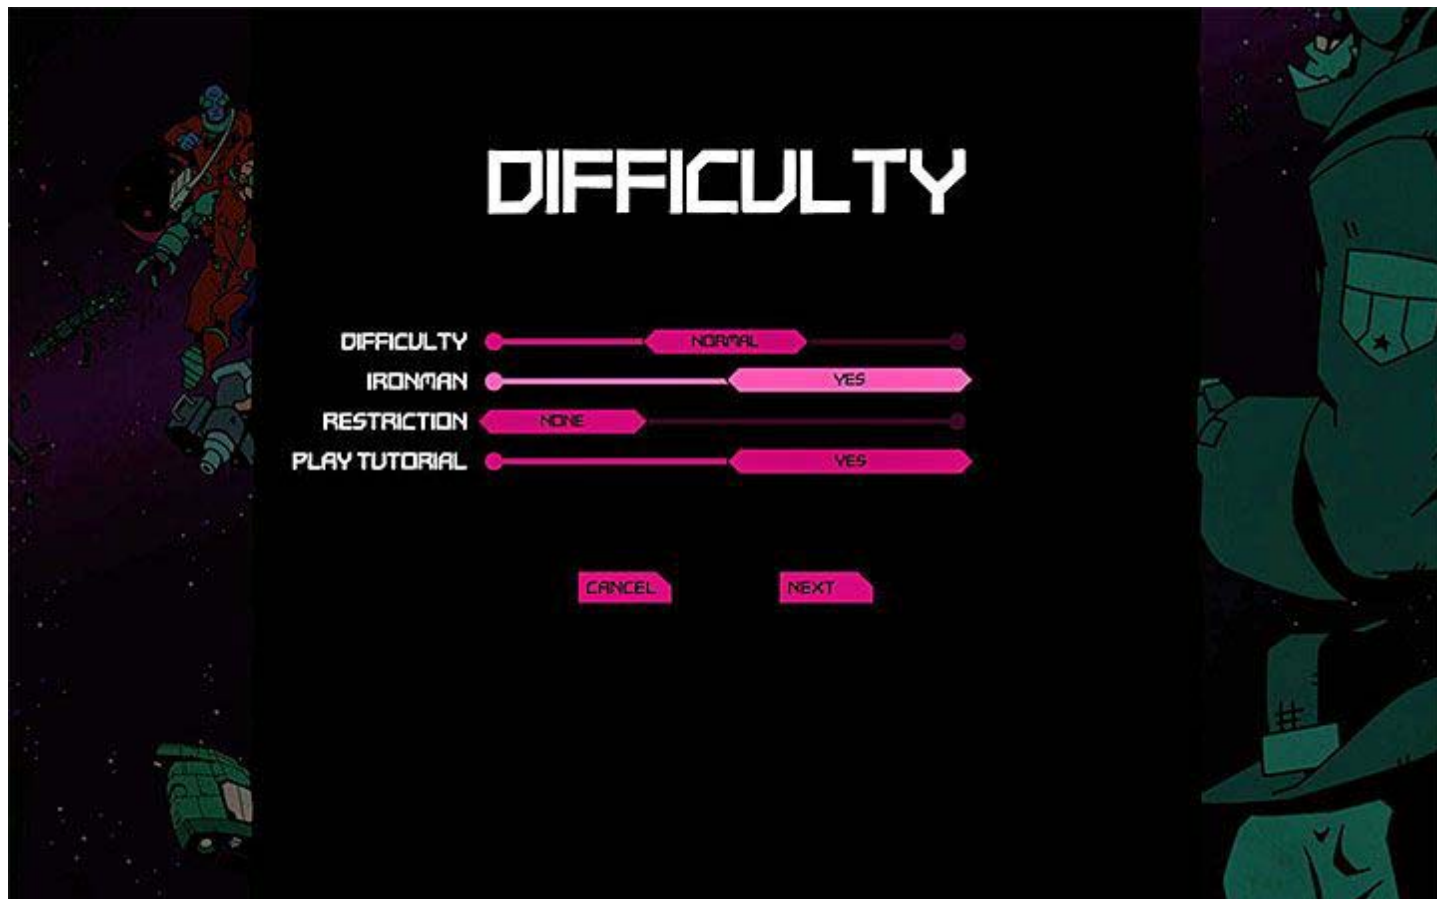 DIFFICULTY
DIFFICULTY NORMAL
IRONMAN YES
RESTRICTION NONE
PLAY TUTORIAL YES
CANCEL NEXT